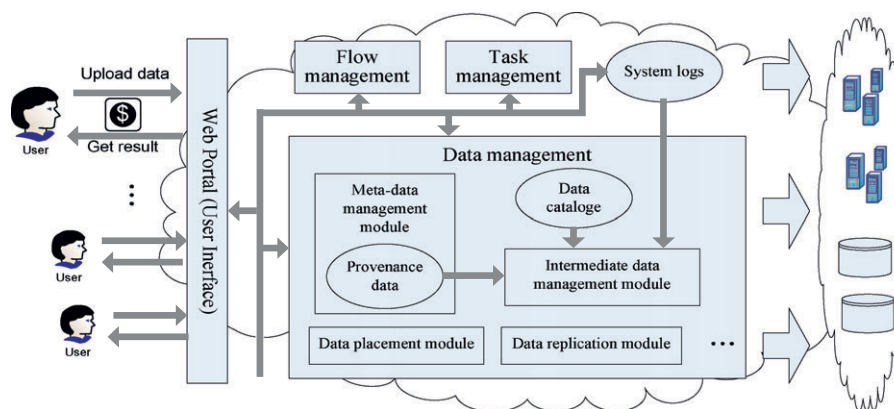 Upload data
$
Get result
User
...
User
User
Web Portal (User Inerface)
Flow
management
Task
management
System logs
Data management
Meta-data
management
module
Provenance
data
Data
cataloge
Intermediate data
management module
Data placement module
Data replication module
...